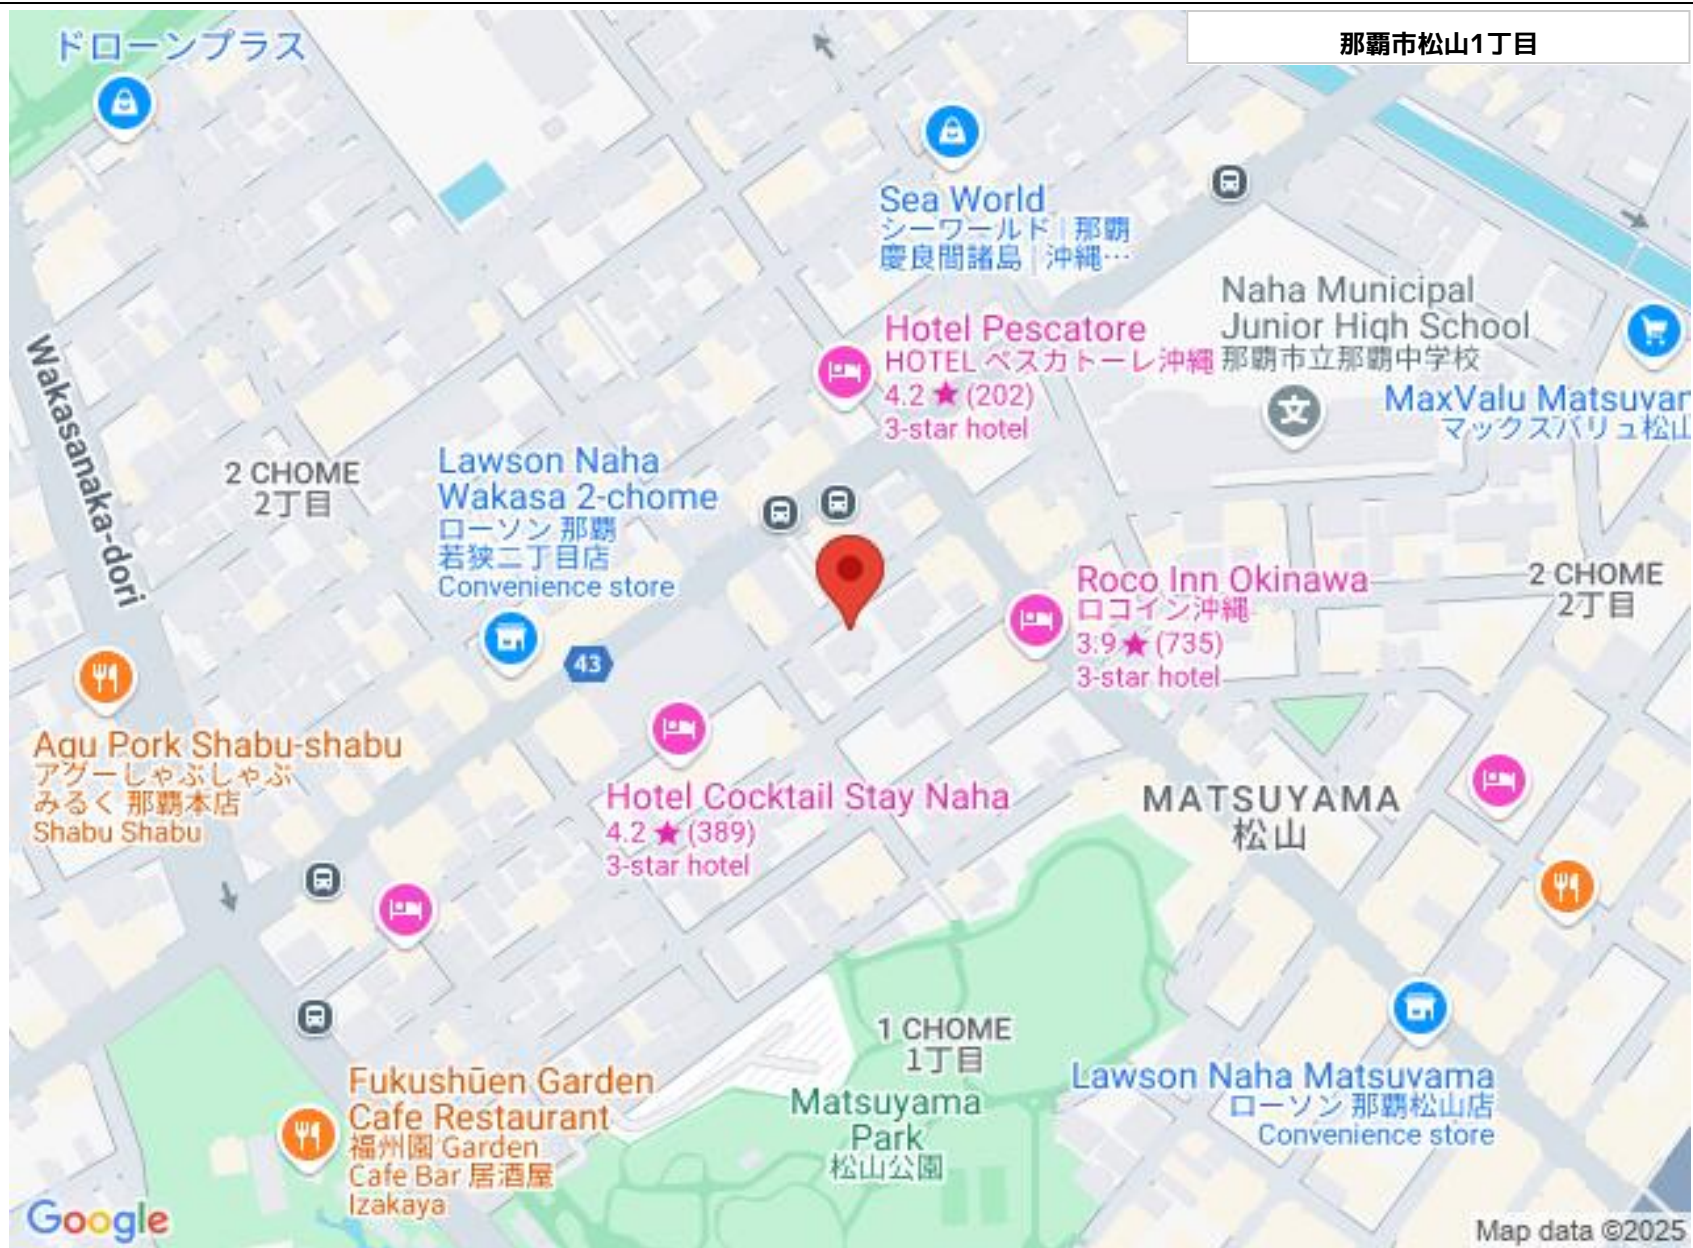 那覇市松山1丁目
ドローンプラス
Sea World
シーワールド | 那覇
慶良間諸島 | 沖縄…
Naha Municipal
Junior High School
那覇市立那覇中学校
Hotel Pescatore
HOTEL ペスカトーレ沖縄
4.2 ★ (202)
3-star hotel
MaxValu Matsuyam
マックスバリュ松山
Wakasanaka-dori
2 CHOME
2丁目
Lawson Naha
Wakasa 2-chome
ローソン 那覇
若狭二丁目店
Convenience store
43
Roco Inn Okinawa
ロコイン沖縄
3.9 ★ (735)
3-star hotel
2 CHOME
2丁目
Agu Pork Shabu-shabu
アグーしゃぶしゃぶ
みるく 那覇本店
Shabu Shabu
Hotel Cocktail Stay Naha
4.2 ★ (389)
3-star hotel
MATSUYAMA
松山
文
1 CHOME
1丁目
Matsuyama
Park
松山公園
Lawson Naha Matsuyama
ローソン 那覇松山店
Convenience store
Fukushūen Garden
Cafe Restaurant
福州園 Garden
Cafe Bar 居酒屋
Izakaya
Google
Map data ©2025